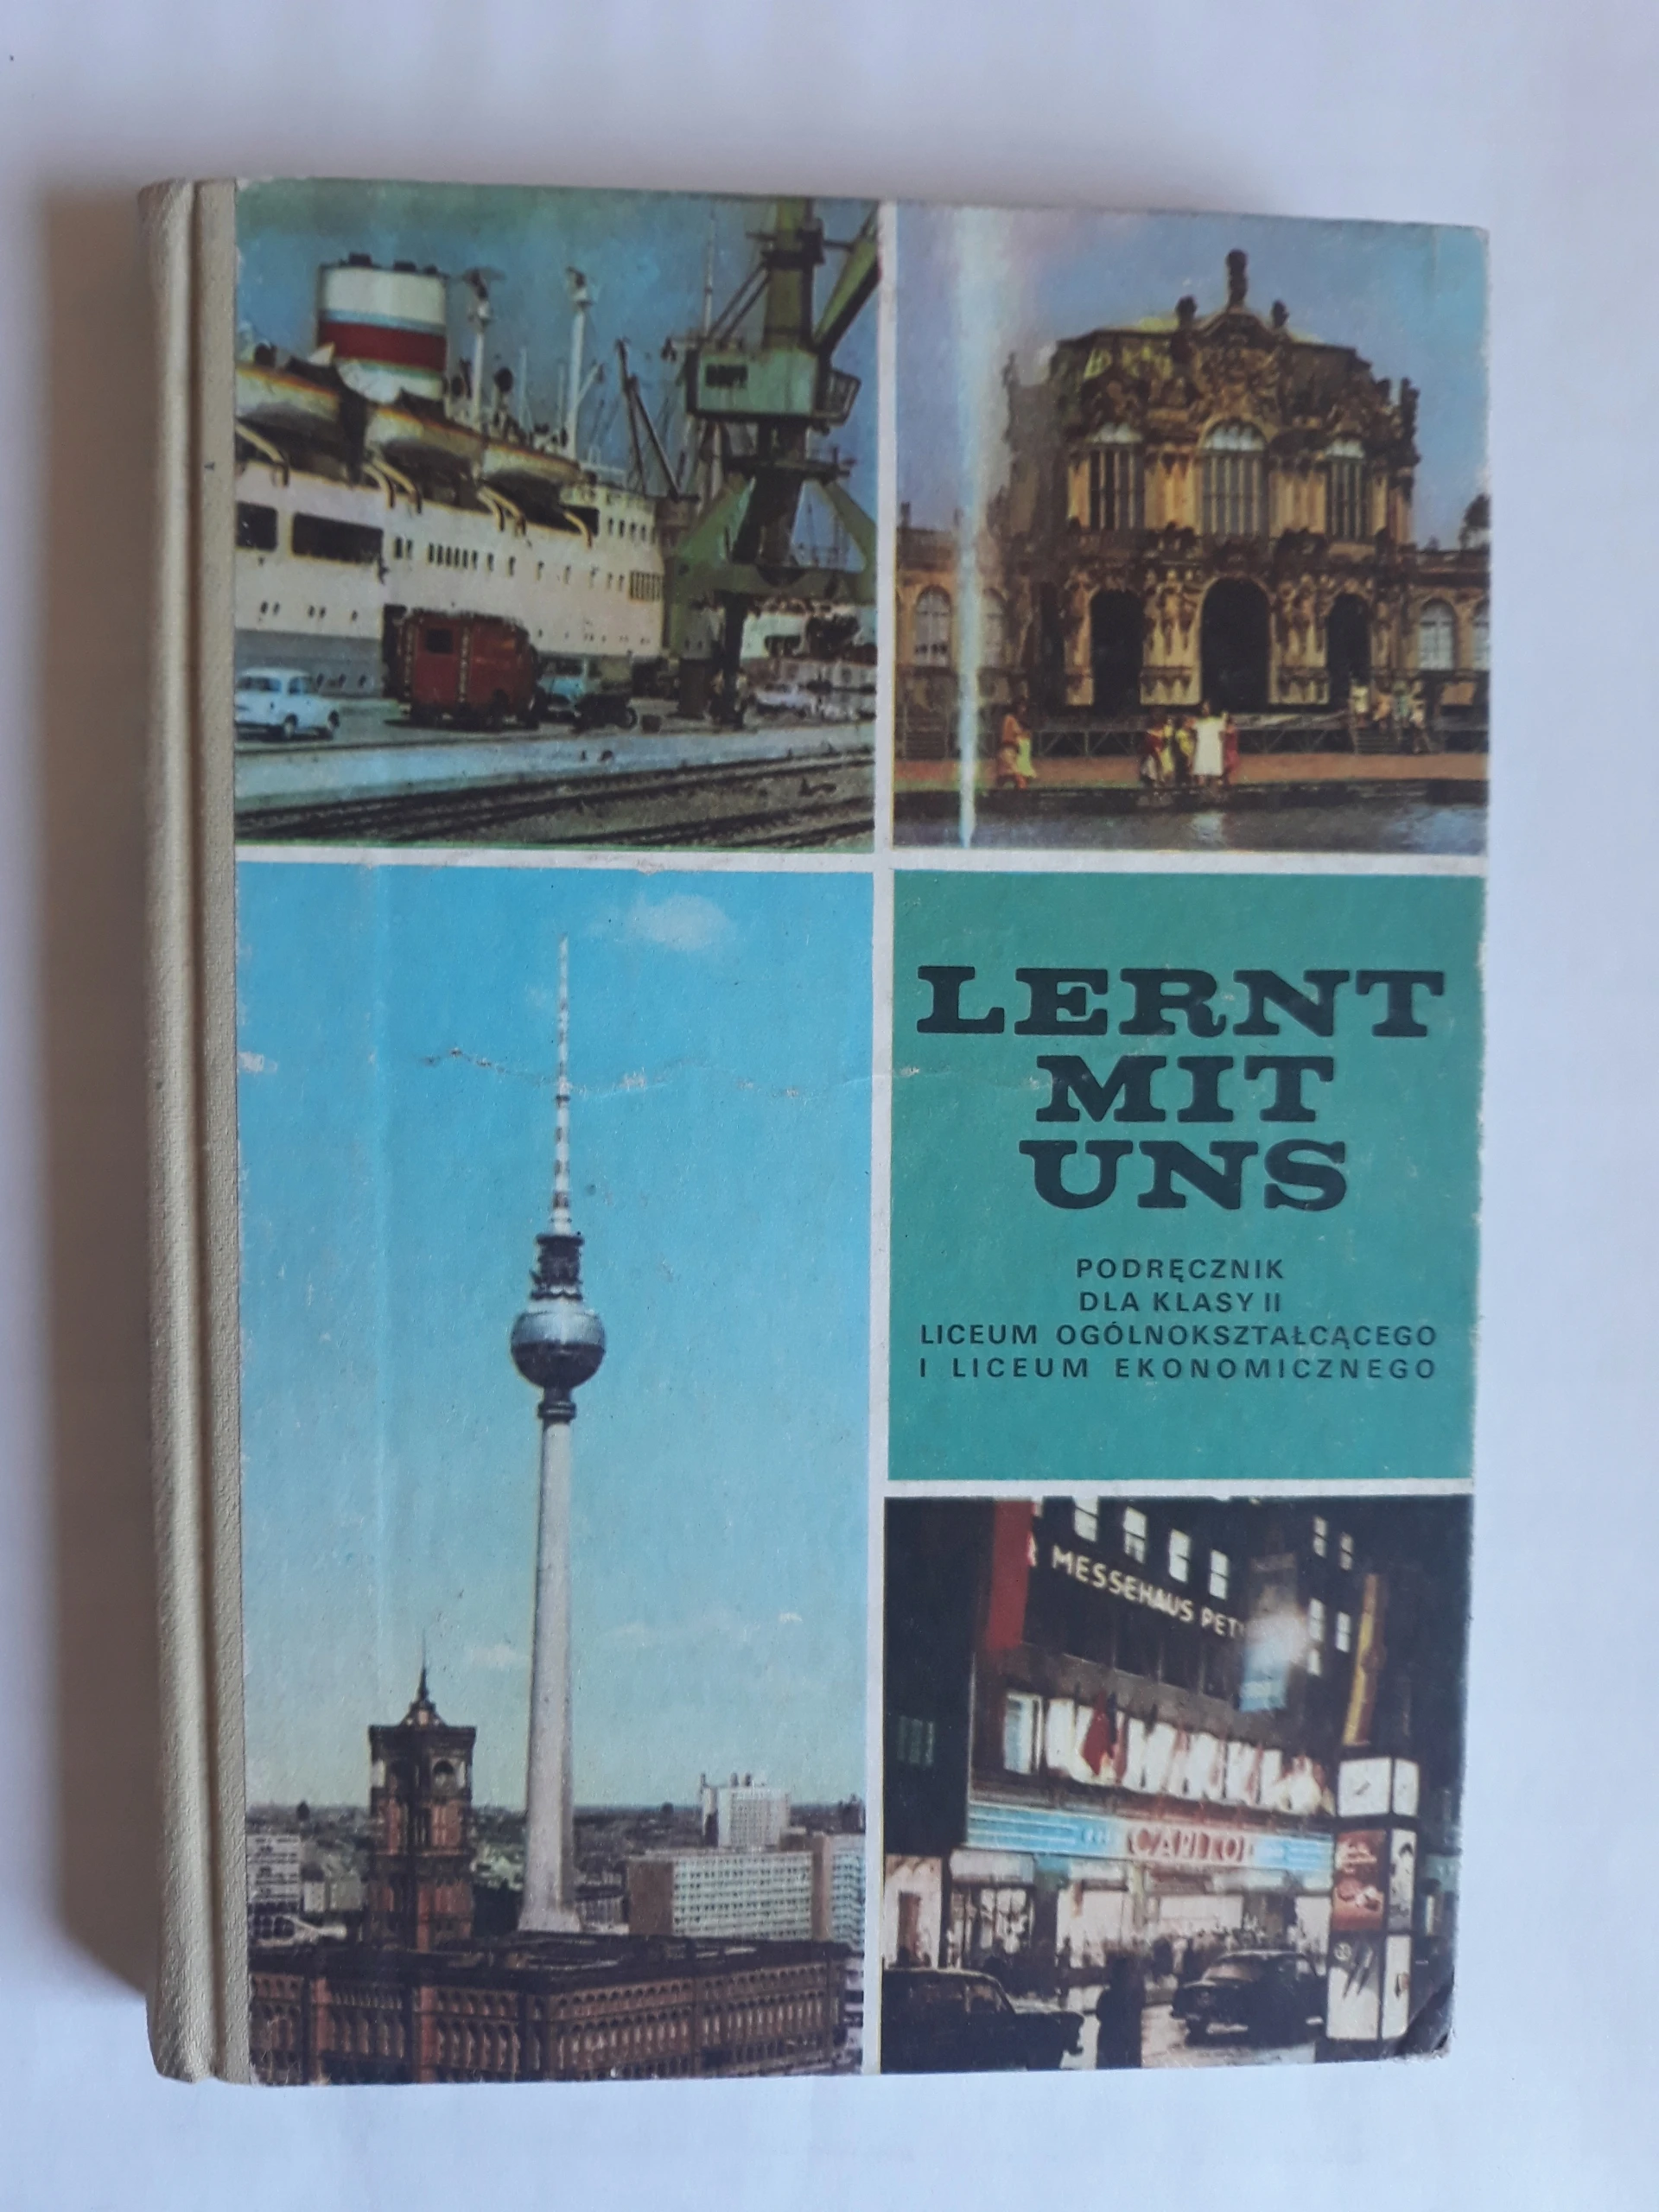 LERNT
MIT
UNS
PODRĘCZNIK
DLA KLASY II
LICEUM OGÓLNOKSZTAŁCĄCEGO
I LICEUM EKONOMICZNEGO
MESSEHAUS
CAPITOL